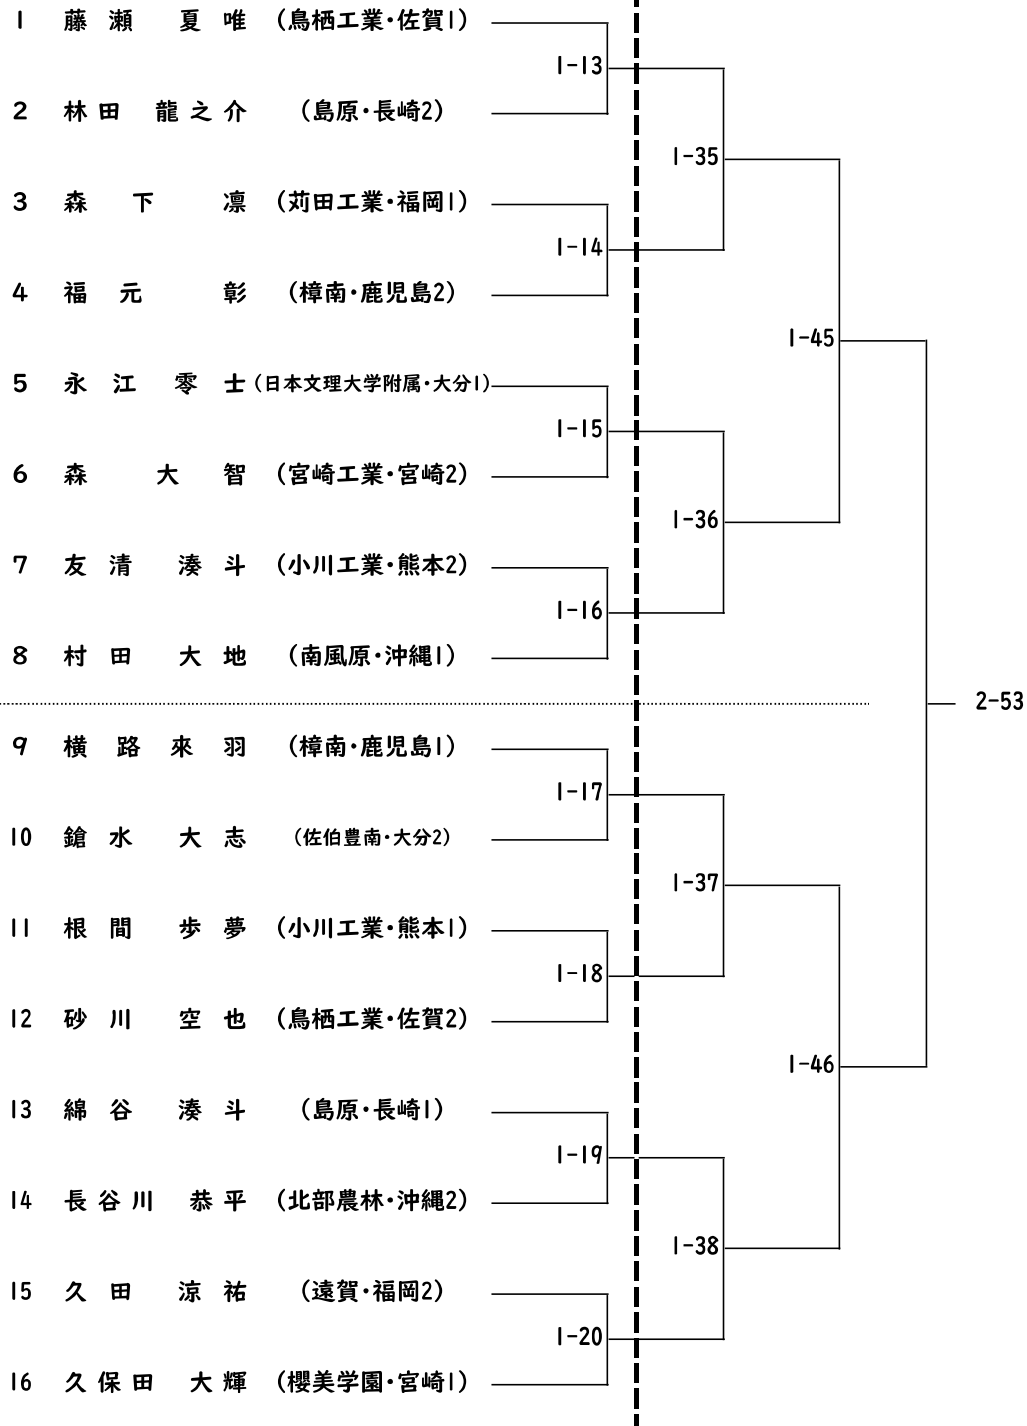 1 藤瀬 夏唯 (鳥栖工業・佐賀1)
1-13
2 林田 龍之介 (島原・長崎2)
1-35
3 森下 凛 (苅田工業・福岡1)
1-14
4 福元 彰 (樟南・鹿児島2)
1-45
5 永江 零士 (日本文理大学附属・大分1)
1-15
6 森 大智 (宮崎工業・宮崎2)
1-36
7 友清 湊斗 (小川工業・熊本2)
1-16
8 村田 大地 (南風原・沖縄1)
2-53
9 横路 來羽 (樟南・鹿児島1)
1-17
10 鎗水 大志 (佐伯豊南・大分2)
1-37
11 根間 歩夢 (小川工業・熊本1)
1-18
12 砂川 空也 (鳥栖工業・佐賀2)
1-46
13 綿谷 湊斗 (島原・長崎1)
1-19
14 長谷川 恭平 (北部農林・沖縄2)
1-38
15 久田 涼祐 (遠賀・福岡2)
1-20
16 久保田 大輝 (櫻美学園・宮崎1)